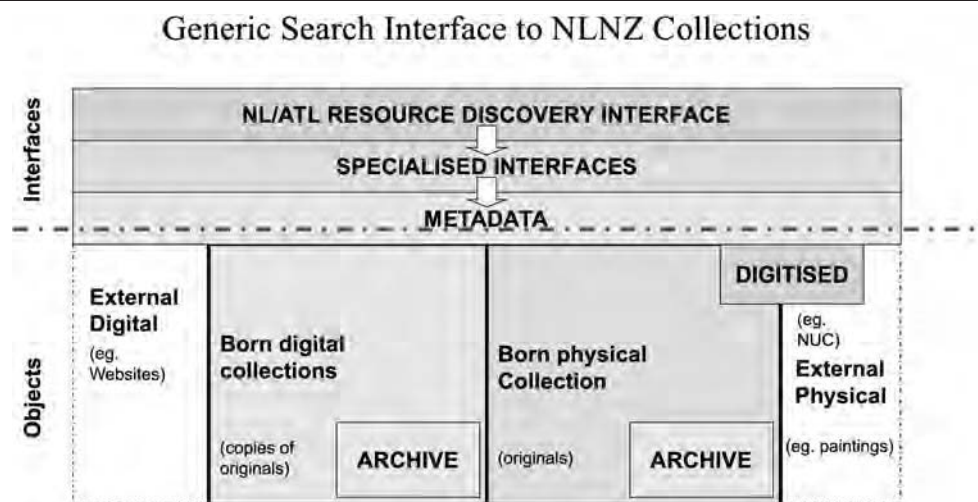 Generic Search Interface to NLNZ Collections
Interfaces
NL/ATL RESOURCE DISCOVERY INTERFACE
SPECIALISED INTERFACES
METADATA
Objects
External
Digital
(eg.
Websites)
Born digital
collections
(copies of
originals)
ARCHIVE
Born physical
Collection
(originals)
ARCHIVE
DIGITISED
(eg.
NUC)
External
Physical
(eg. paintings)